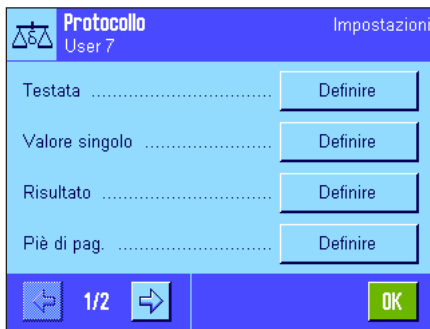 Protocollo Impostazioni
User 7
Testata ................................ Definire
Valore singolo ....................... Definire
Risultato .............................. Definire
Piè di pag. ........................... Definire
1/2 OK